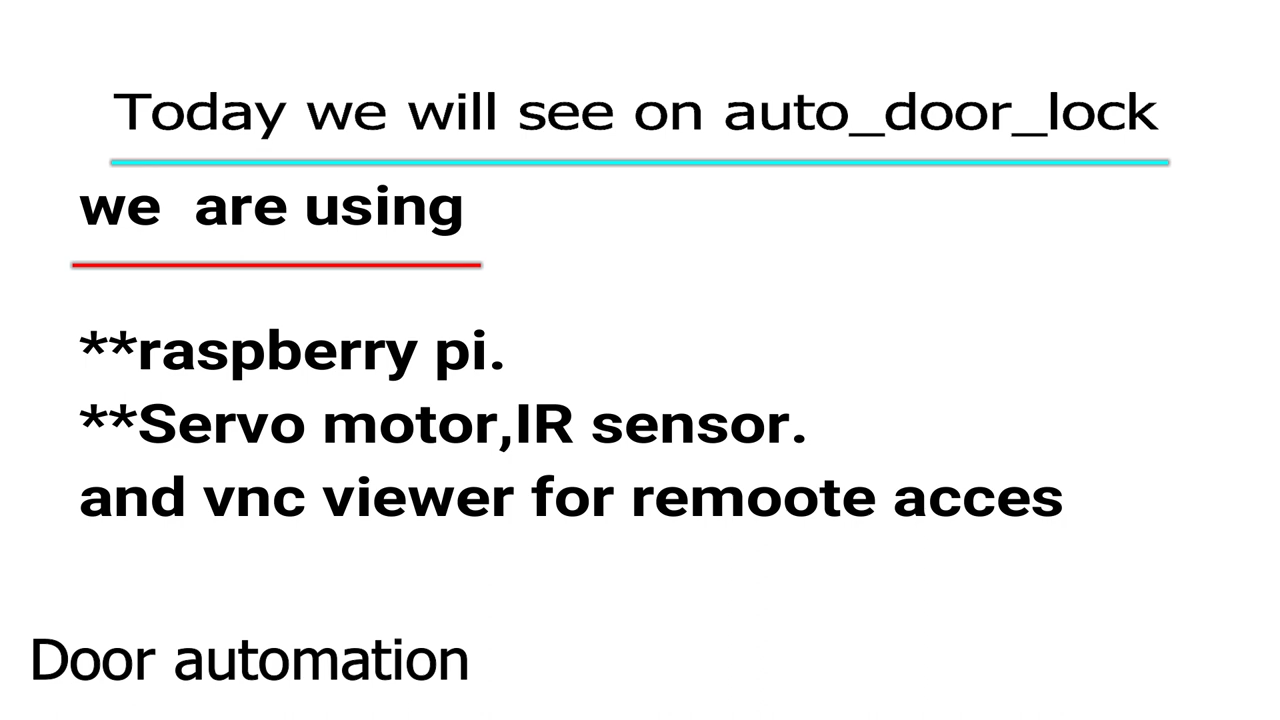 Today we will see on auto_door_lock
we are using
**raspberry pi.
**Servo motor,IR sensor.
and vnc viewer for remoote acces
Door automation